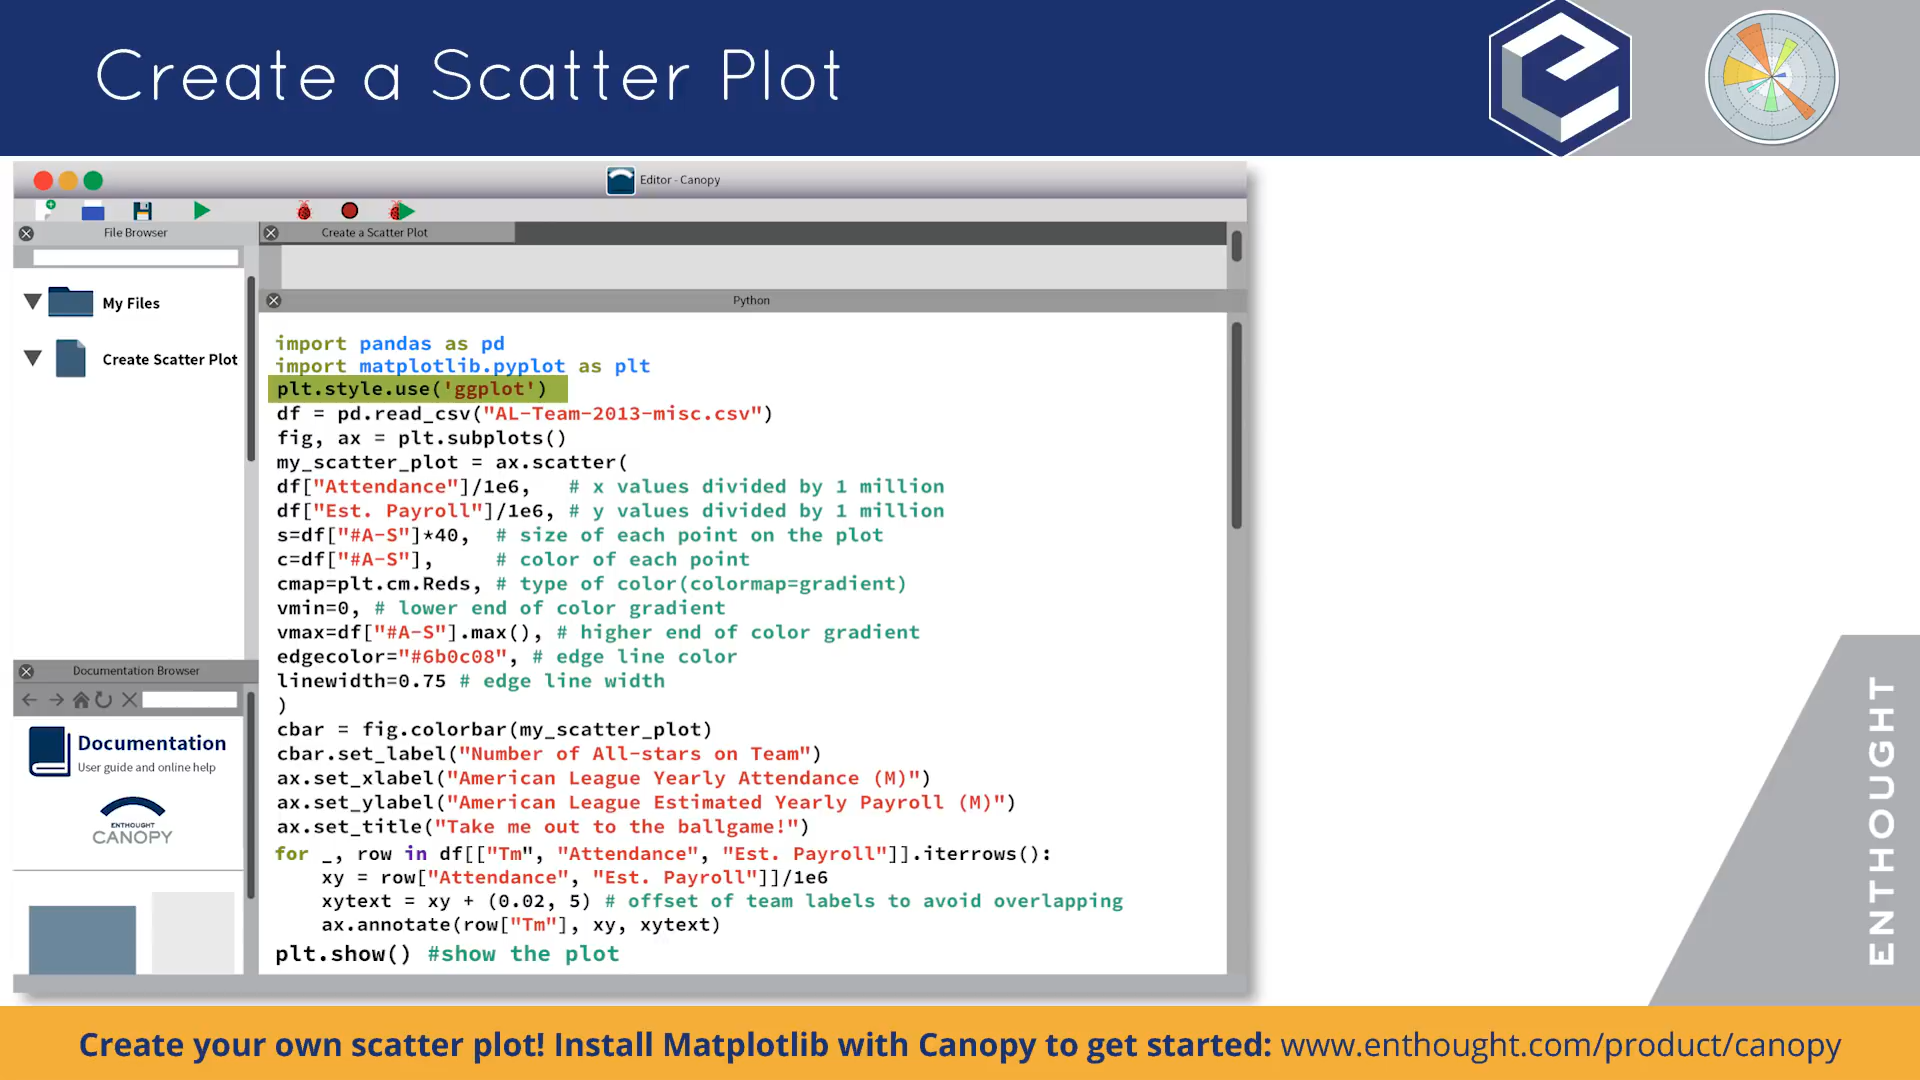 Create a Scatter Plot
Editor - Canopy
File Browser
Create a Scatter Plot
My Files
Create Scatter Plot
Python
import pandas as pd
import matplotlib.pyplot as plt
plt.style.use('ggplot')
df = pd.read_csv("AL-Team-2013-misc.csv")
fig, ax = plt.subplots()
my_scatter_plot = ax.scatter(
df["Attendance"]/1e6,   # x values divided by 1 million
df["Est. Payroll"]/1e6, # y values divided by 1 million
s=df["#A-S"]*40,  # size of each point on the plot
c=df["#A-S"],     # color of each point
cmap=plt.cm.Reds, # type of color(colormap=gradient)
vmin=0, # lower end of color gradient
vmax=df["#A-S"].max(), # higher end of color gradient
edgecolor="#6b0c08", # edge line color
linewidth=0.75 # edge line width
)
cbar = fig.colorbar(my_scatter_plot)
cbar.set_label("Number of All-stars on Team")
ax.set_xlabel("American League Yearly Attendance (M)")
ax.set_ylabel("American League Estimated Yearly Payroll (M)")
ax.set_title("Take me out to the ballgame!")
for _, row in df[["Tm", "Attendance", "Est. Payroll"]].iterrows():
    xy = row["Attendance", "Est. Payroll"]]/1e6
    xytext = xy + (0.02, 5) # offset of team labels to avoid overlapping
    ax.annotate(row["Tm"], xy, xytext)
plt.show() #show the plot
Documentation Browser
Documentation
User guide and online help
ENTHOUGHT
CANOPY
ENTHOUGHT
Create your own scatter plot! Install Matplotlib with Canopy to get started: www.enthought.com/product/canopy